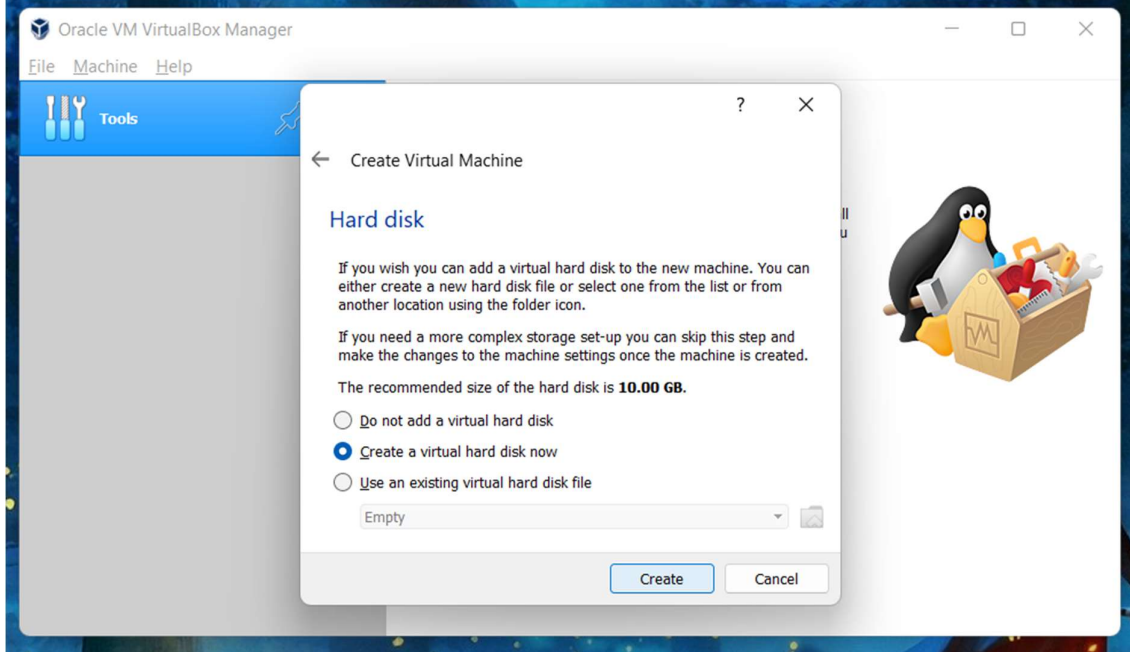 Oracle VM VirtualBox Manager
File Machine Help
Tools
?
Create Virtual Machine
Hard disk
ll
u
If you wish you can add a virtual hard disk to the new machine. You can
either create a new hard disk file or select one from the list or from
another location using the folder icon.
If you need a more complex storage set-up you can skip this step and
make the changes to the machine settings once the machine is created.
The recommended size of the hard disk is 10.00 GB.
Do not add a virtual hard disk
Create a virtual hard disk now
Use an existing virtual hard disk file
Empty
Create Cancel